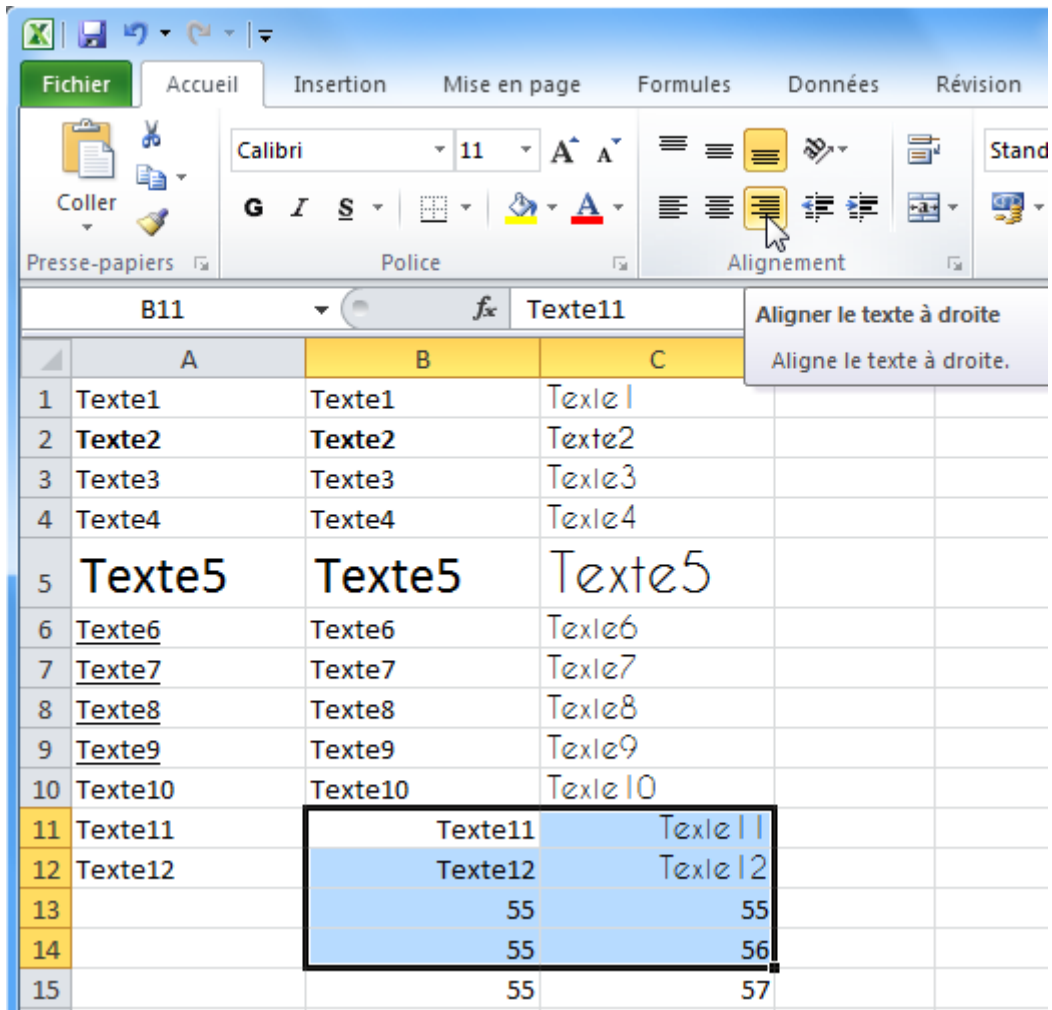 Fichier Accueil Insertion Mise en page Formules Données Révision
Calibri 11 A A Stand
Coller G I S A a
Presse-papiers Police Alignement
B11 fx Texte11
Aligner le texte à droite
Aligne le texte à droite.
A B C
1 Texte1 Texte1 Texte1
2 Texte2 Texte2 Texte2
3 Texte3 Texte3 Texte3
4 Texte4 Texte4 Texte4
5 Texte5 Texte5 Texte5
6 Texte6 Texte6 Texte6
7 Texte7 Texte7 Texte7
8 Texte8 Texte8 Texte8
9 Texte9 Texte9 Texte9
10 Texte10 Texte10 Texte10
11 Texte11 Texte11 Texte11
12 Texte12 Texte12 Texte12
13 55 55
14 55 56
15 55 57